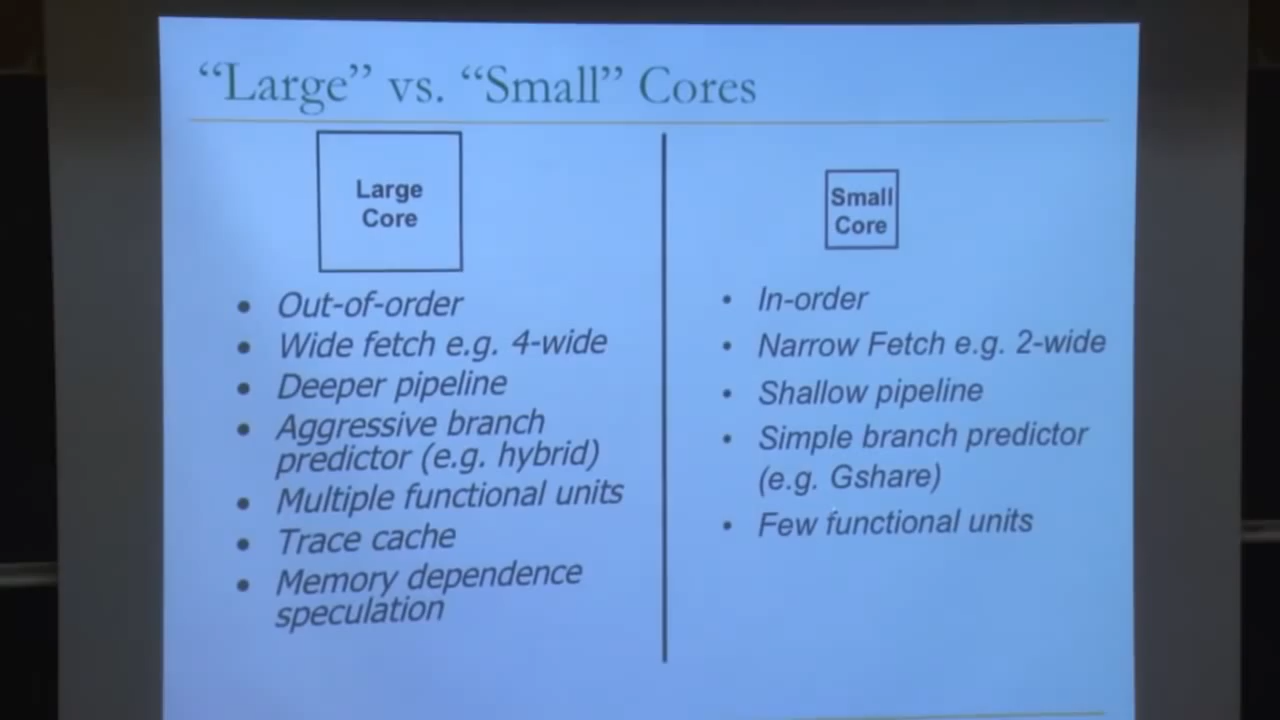 “Large” vs. “Small” Cores
Large
Core
• Out-of-order
• Wide fetch e.g. 4-wide
• Deeper pipeline
• Aggressive branch
predictor (e.g. hybrid)
• Multiple functional units
• Trace cache
• Memory dependence
speculation
Small
Core
• In-order
• Narrow Fetch e.g. 2-wide
• Shallow pipeline
• Simple branch predictor
(e.g. Gshare)
• Few functional units